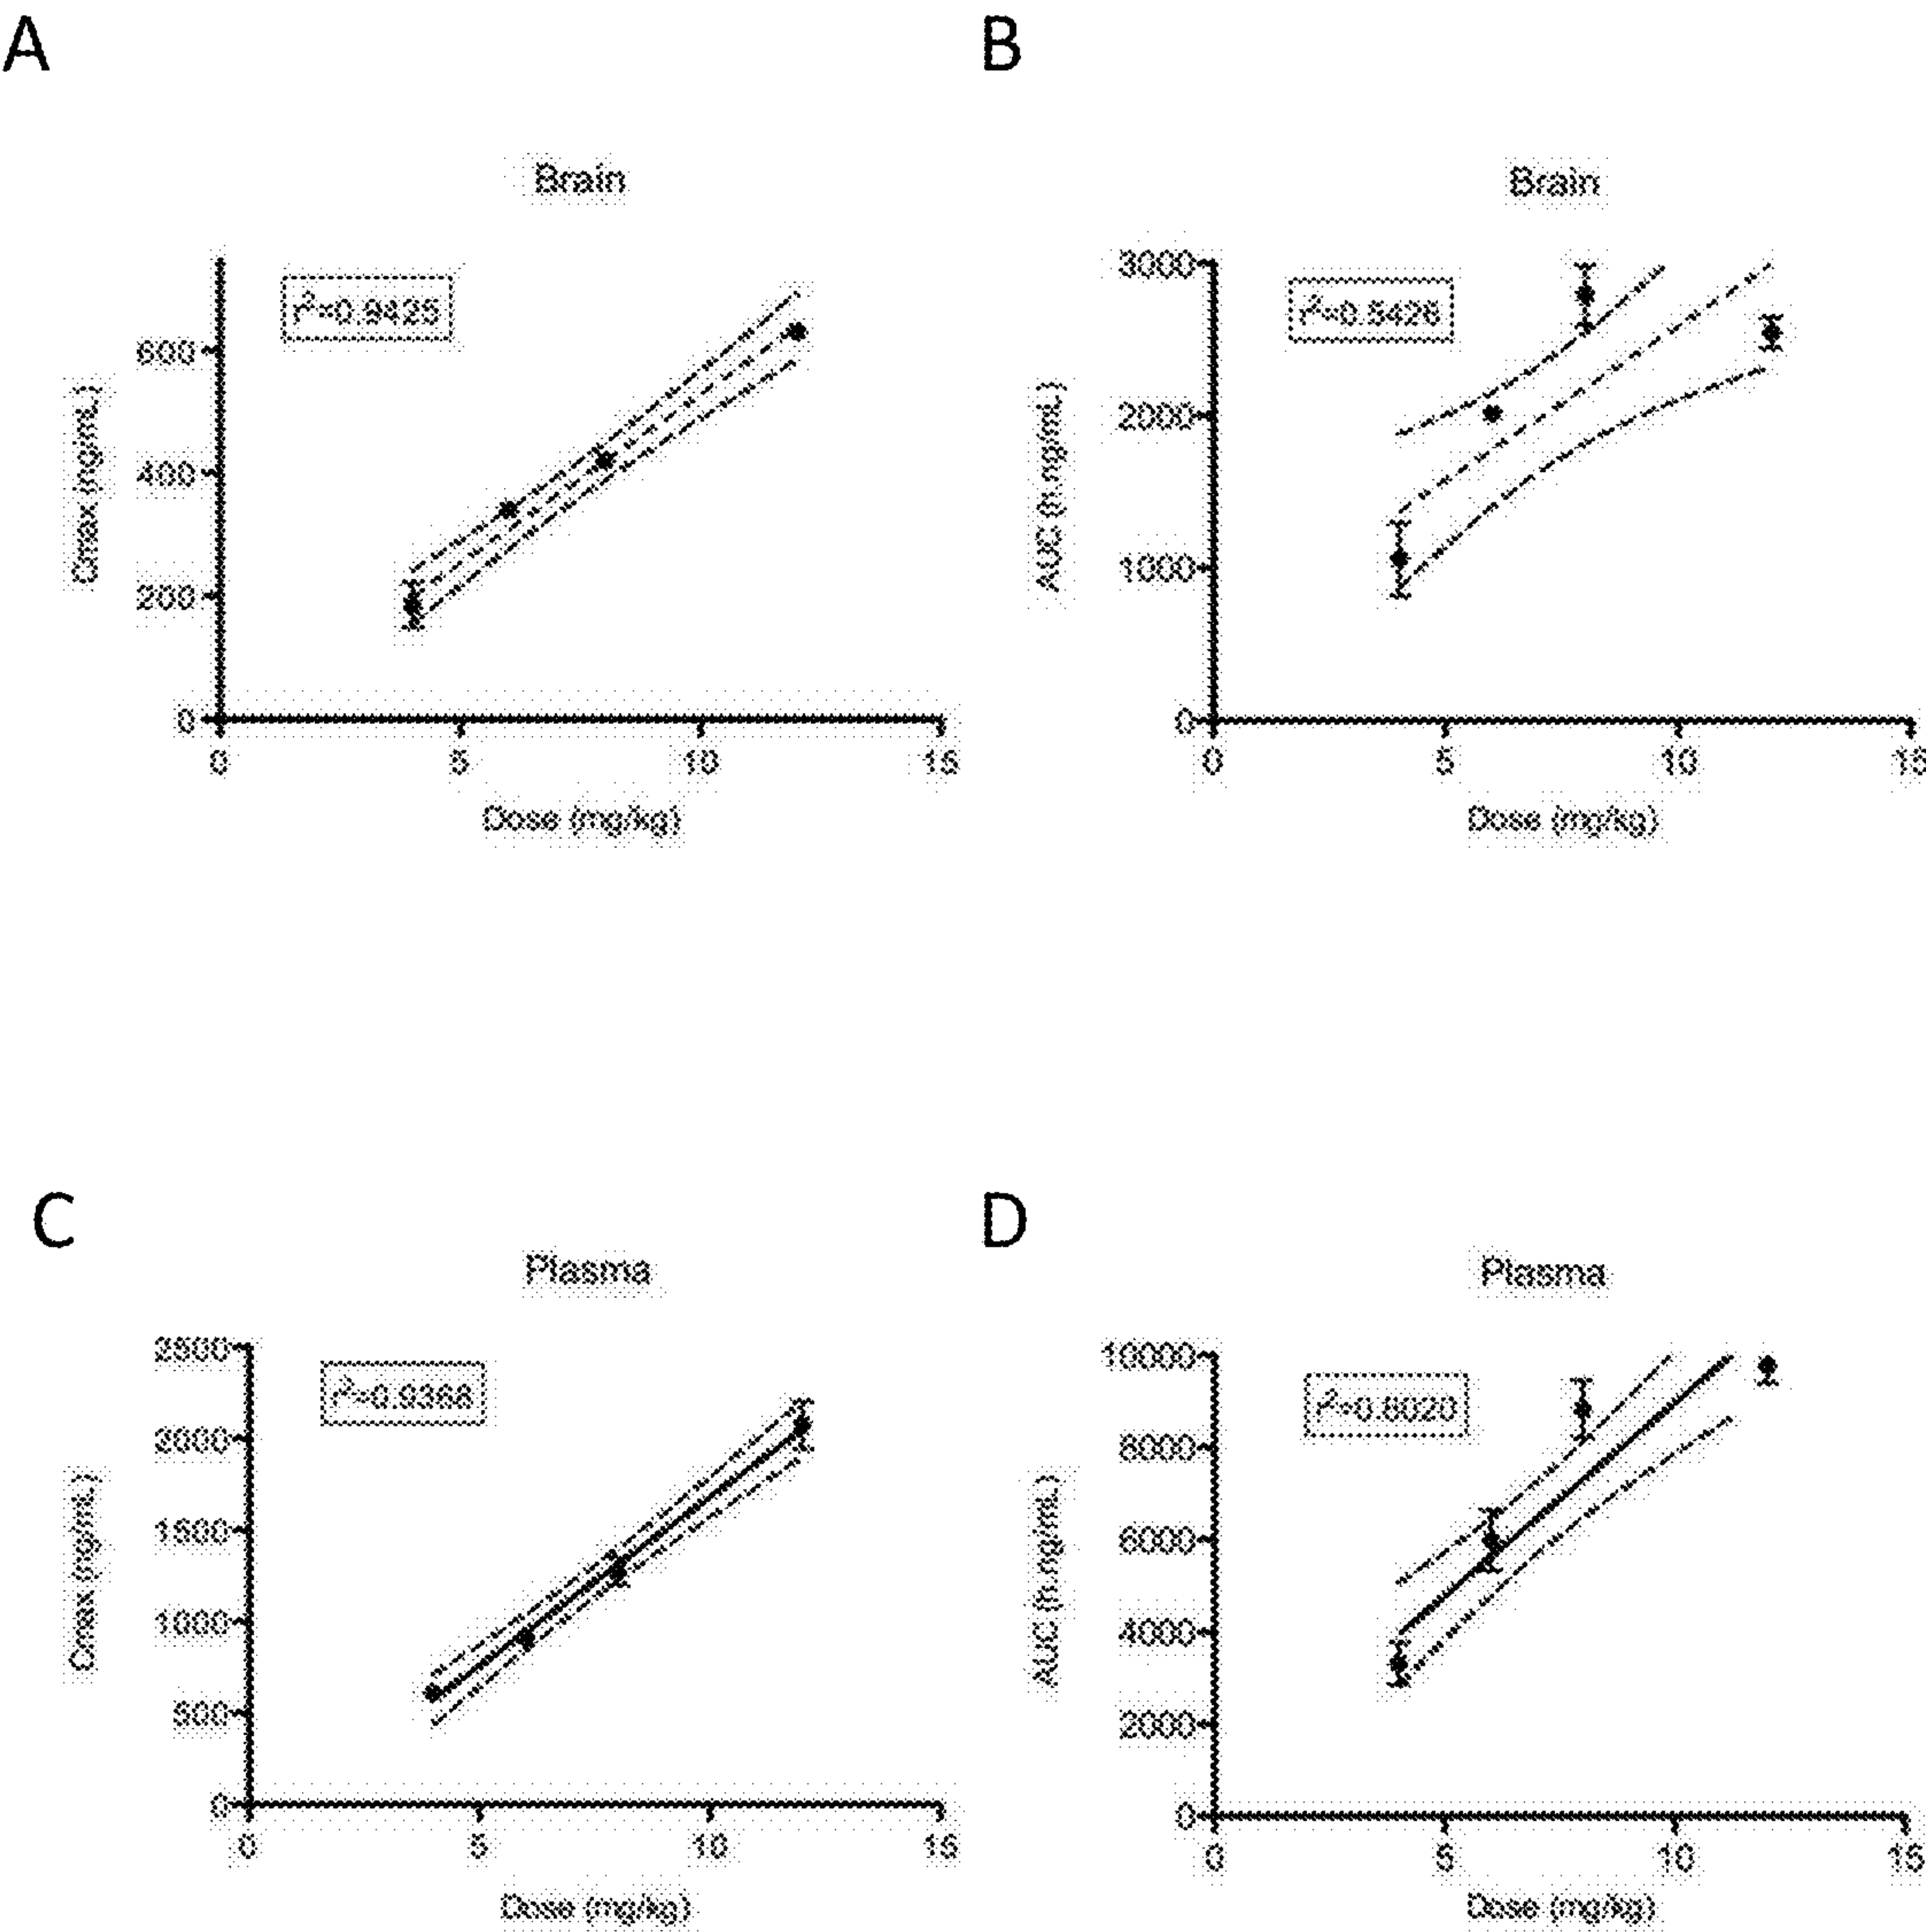 A
Brain
r²=0.9425
600
400
200
0
Cmax (ng/mL)
0 5 10 15
Dose (mg/kg)
B
Brain
r²=0.5426
3000
2000
1000
0
AUC (h.ng/mL)
0 5 10 15
Dose (mg/kg)
C
Plasma
r²=0.9368
2500
2000
1500
1000
500
0
Cmax (ng/mL)
0 5 10 15
Dose (mg/kg)
D
Plasma
r²=0.8020
10000
8000
6000
4000
2000
0
AUC (h.ng/mL)
0 5 10 15
Dose (mg/kg)